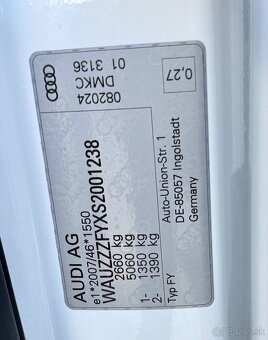 AUDI AG
e1*2007/46*1550
WAUZZZFYXS2001238
2660 kg
5060 kg
1- 1350 kg
2- 1390 kg
Typ FY
Auto-Union-Str. 1
DE-85057 Ingolstadt
Germany
082024
DMKC
01 3136
0,27